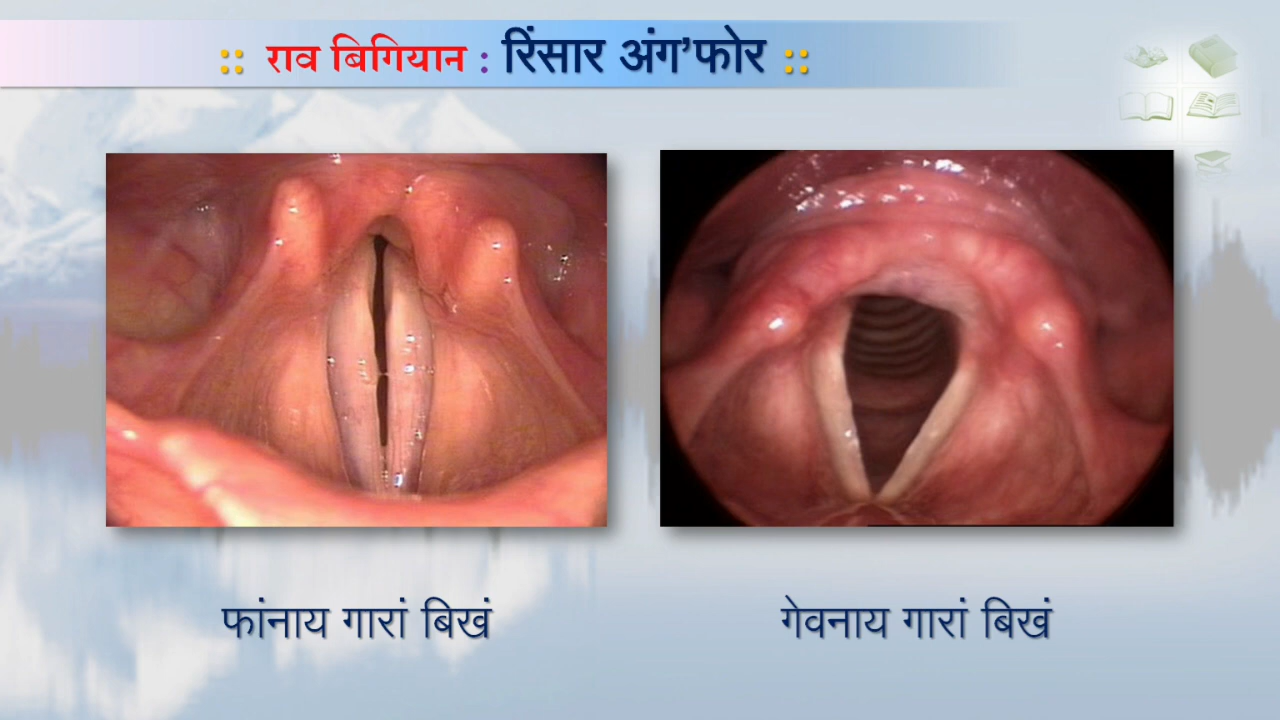 :: राव बिगियान : रिंसार अंग’फोर ::
फांनाय गारां बिखं
गेवनाय गारां बिखं